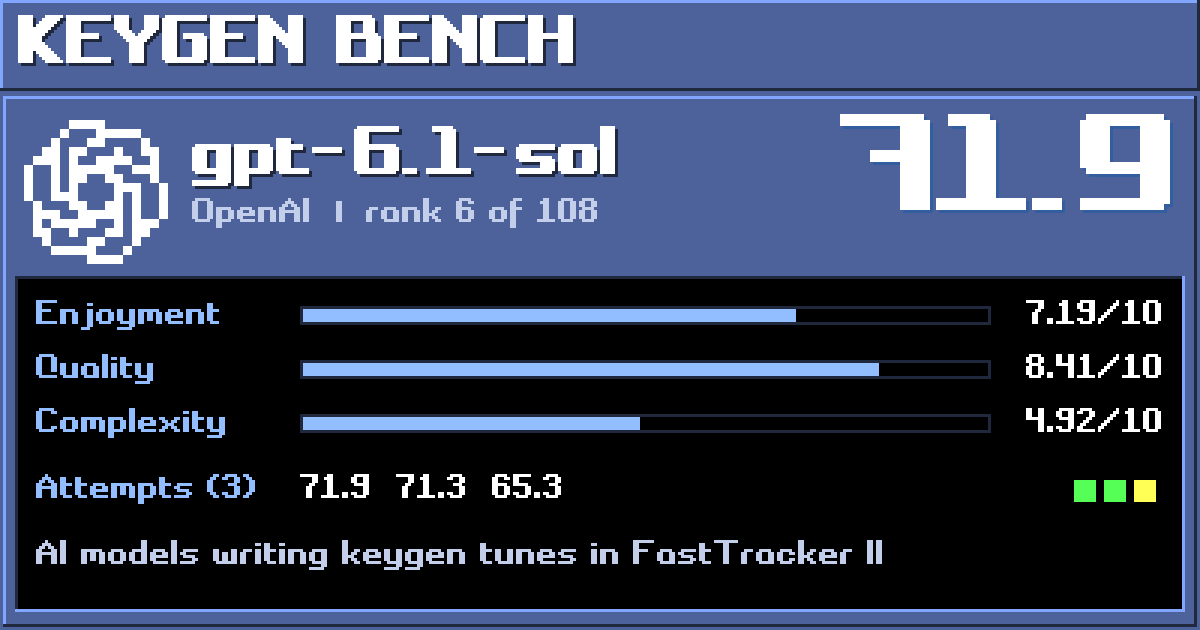 KEYGEN BENCH
gpt-6.1-sol
71.9
OpenAI | rank 6 of 108
Enjoyment 7.19/10
Quality 8.41/10
Complexity 4.92/10
Attempts (3) 71.9 71.3 65.3
AI models writing keygen tunes in FastTracker II